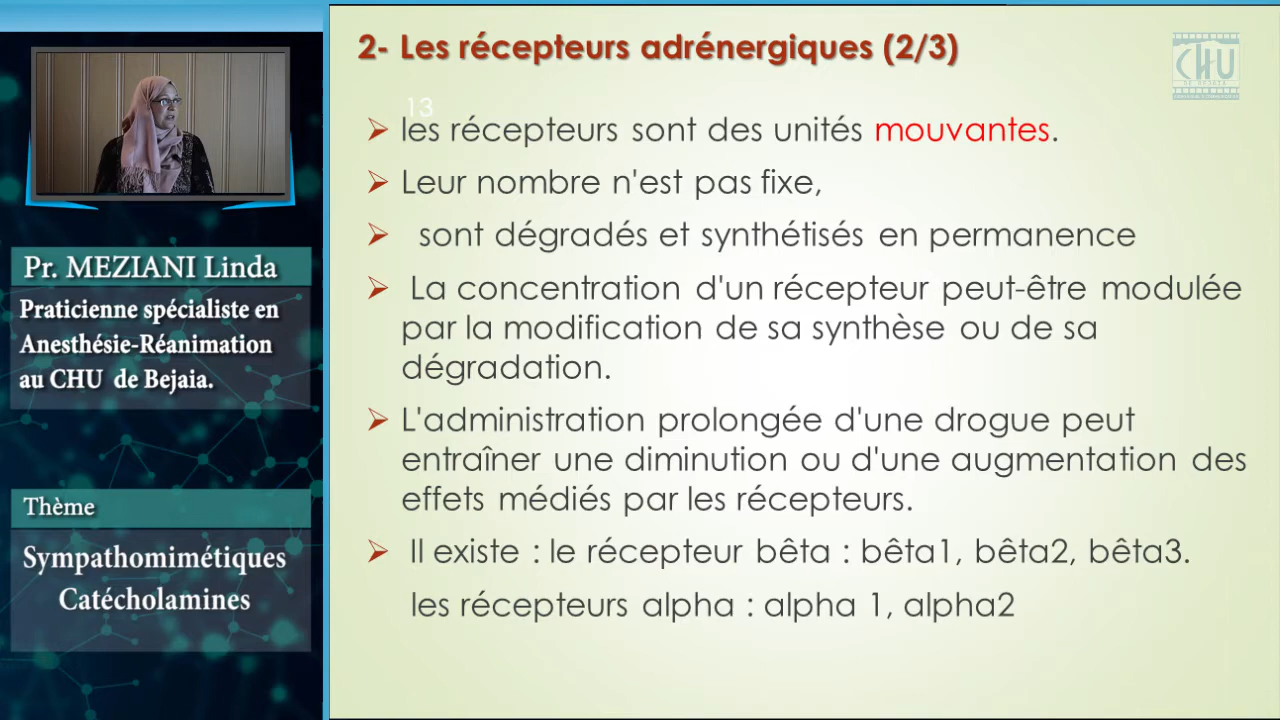 2- Les récepteurs adrénergiques (2/3)
CHU
DE BEJAIA
13
les récepteurs sont des unités mouvantes.
Leur nombre n'est pas fixe,
sont dégradés et synthétisés en permanence
La concentration d'un récepteur peut-être modulée
par la modification de sa synthèse ou de sa
dégradation.
L'administration prolongée d'une drogue peut
entraîner une diminution ou d'une augmentation des
effets médiés par les récepteurs.
Il existe : le récepteur bêta : bêta1, bêta2, bêta3.
les récepteurs alpha : alpha 1, alpha2
Pr. MEZIANI Linda
Praticienne spécialiste en
Anesthésie-Réanimation
au CHU de Bejaia.
Thème
Sympathomimétiques
Catécholamines